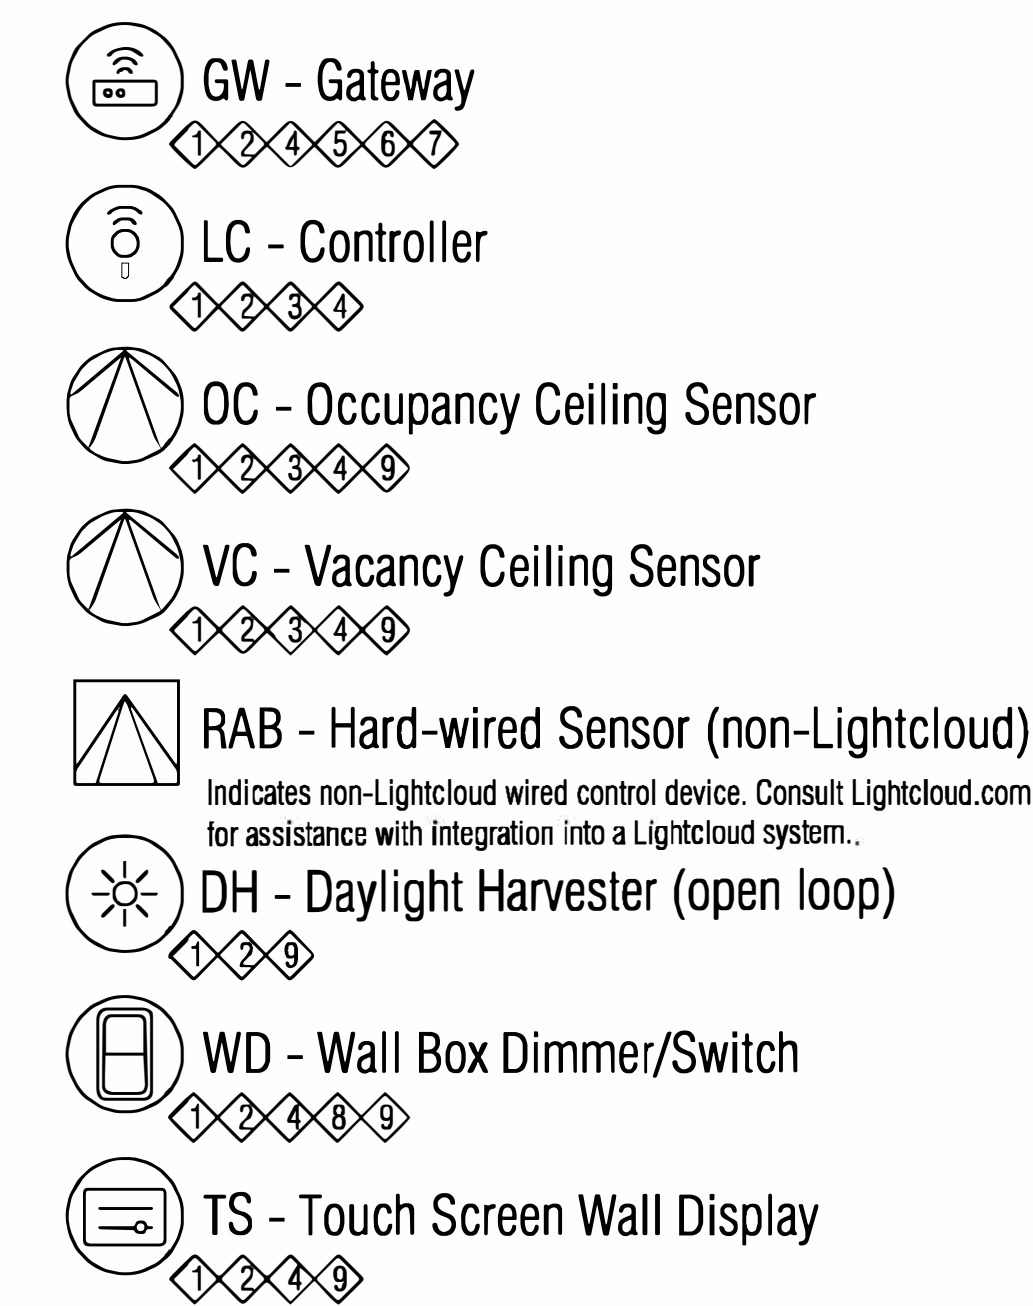 GW - Gateway
1 2 4 5 6 7
LC - Controller
1 2 3 4
OC - Occupancy Ceiling Sensor
1 2 3 4 9
VC - Vacancy Ceiling Sensor
1 2 3 4 9
RAB - Hard-wired Sensor (non-Lightcloud)
Indicates non-Lightcloud wired control device. Consult Lightcloud.com
for assistance with integration into a Lightcloud system..
DH - Daylight Harvester (open loop)
1 2 9
WD - Wall Box Dimmer/Switch
1 2 4 8 9
TS - Touch Screen Wall Display
1 2 4 9